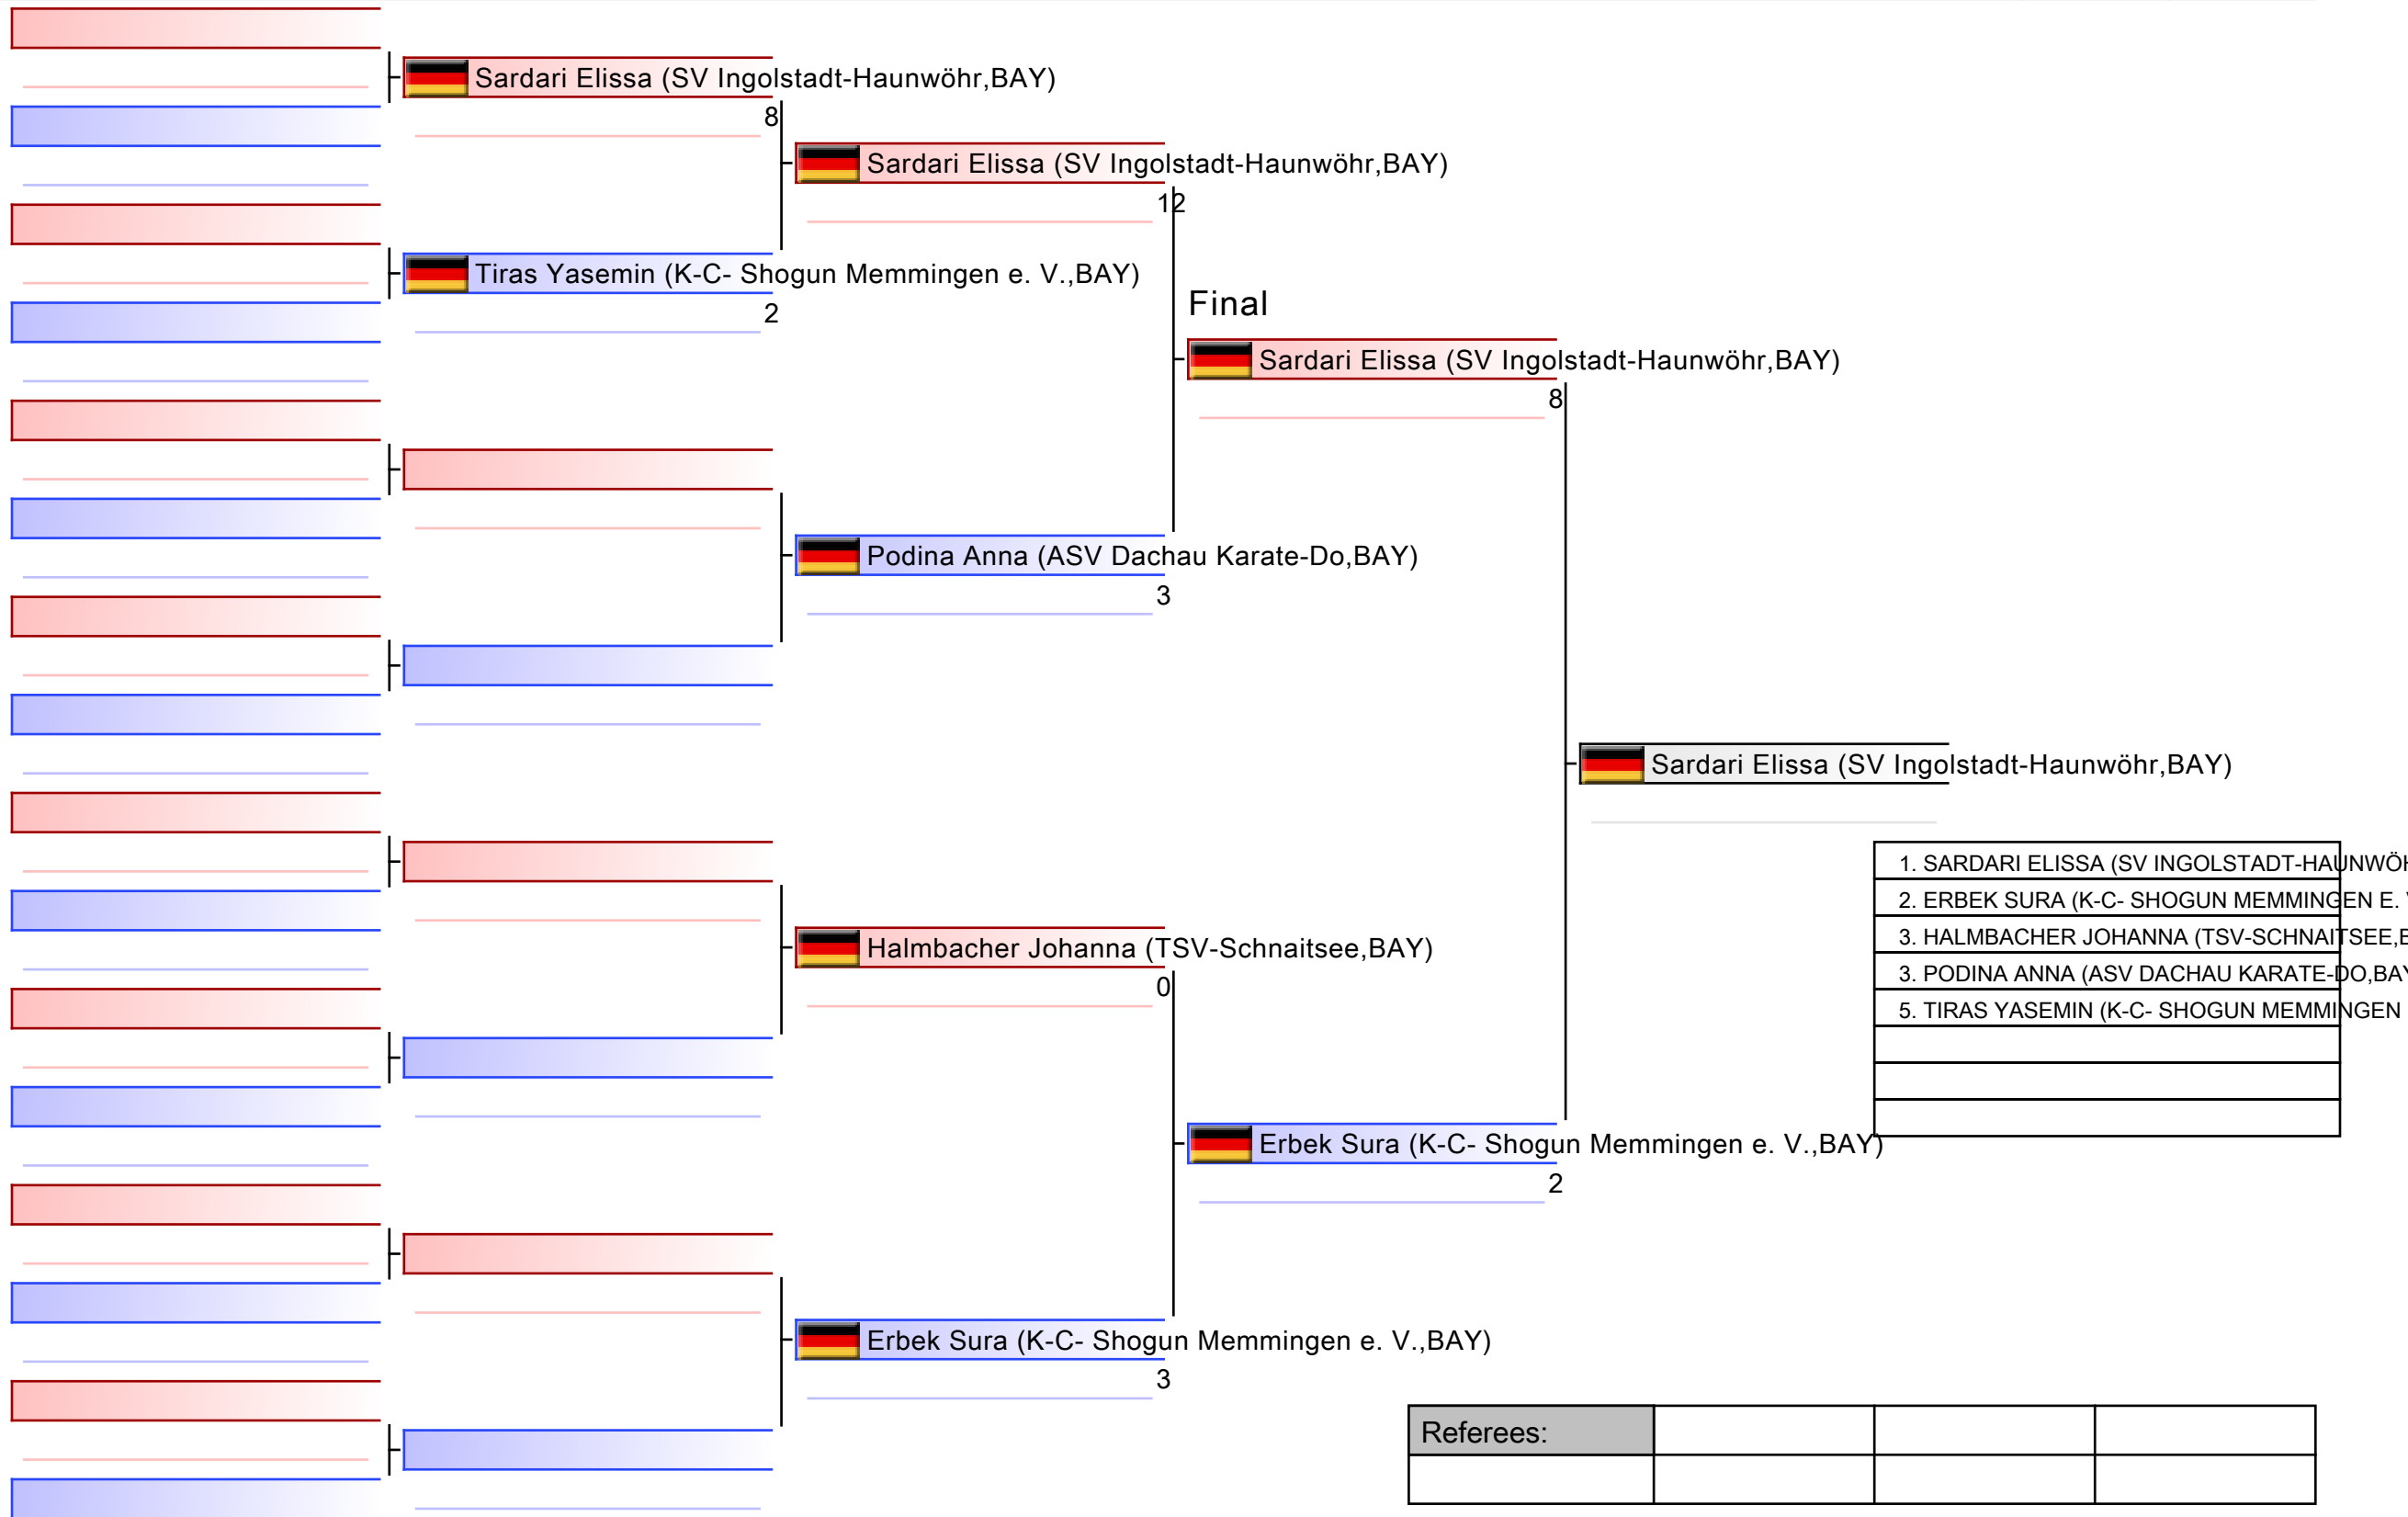 Sardari Elissa (SV Ingolstadt-Haunwöhr,BAY)
8
Sardari Elissa (SV Ingolstadt-Haunwöhr,BAY)
12
Tiras Yasemin (K-C- Shogun Memmingen e. V.,BAY)
2
Final
Sardari Elissa (SV Ingolstadt-Haunwöhr,BAY)
8
Podina Anna (ASV Dachau Karate-Do,BAY)
3
Sardari Elissa (SV Ingolstadt-Haunwöhr,BAY)
1. SARDARI ELISSA (SV INGOLSTADT-HAUNWÖH
2. ERBEK SURA (K-C- SHOGUN MEMMINGEN E. V
3. HALMBACHER JOHANNA (TSV-SCHNAITSEE,B
3. PODINA ANNA (ASV DACHAU KARATE-DO,BAY
5. TIRAS YASEMIN (K-C- SHOGUN MEMMINGEN
Halmbacher Johanna (TSV-Schnaitsee,BAY)
0
Erbek Sura (K-C- Shogun Memmingen e. V.,BAY)
2
Erbek Sura (K-C- Shogun Memmingen e. V.,BAY)
3
Referees: